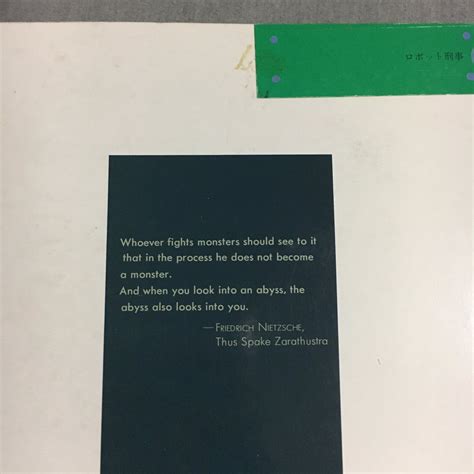 ロボット刑事
Whoever fights monsters should see to it
that in the process he does not become
a monster.
And when you look into an abyss, the
abyss also looks into you.
—FRIEDRICH NIETZSCHE,
Thus Spake Zarathustra